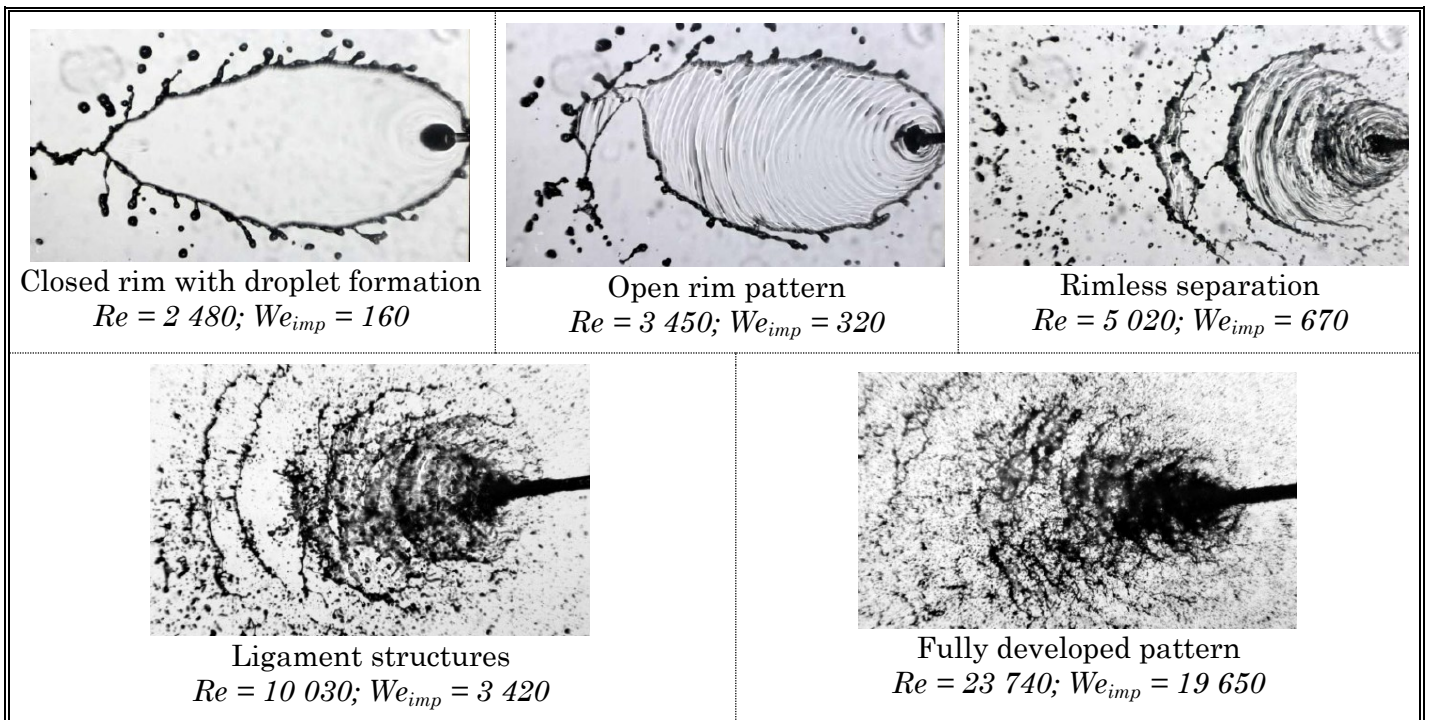 Closed rim with droplet formation
Re = 2 480; We_imp = 160
Open rim pattern
Re = 3 450; We_imp = 320
Rimless separation
Re = 5 020; We_imp = 670
Ligament structures
Re = 10 030; We_imp = 3 420
Fully developed pattern
Re = 23 740; We_imp = 19 650